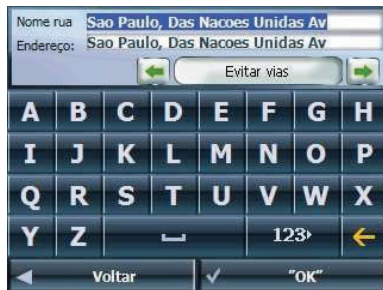 Nome rua Sao Paulo, Das Nacoes Unidas Av
Endereço: Sao Paulo, Das Nacoes Unidas Av
Evitar vias
A B C D E F G H
I J K L M N O P
Q R S T U V W X
Y Z 123
Voltar "OK"